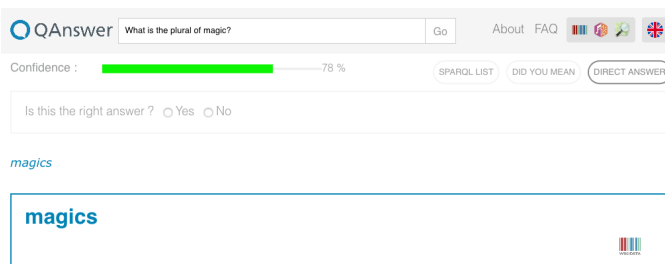 QAnswer What is the plural of magic? Go About FAQ
Confidence : 78 % SPARQL LIST DID YOU MEAN DIRECT ANSWER
Is this the right answer ? Yes No
magics
magics
WIKIDATA